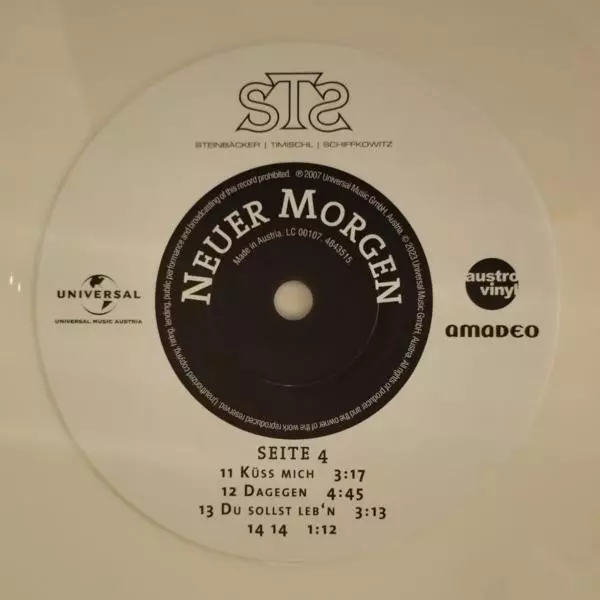 STS
STEINBÄCKER | TIMISCHL | SCHIFFKOWITZ
Unauthorized copying, hiring, lending, public performance and broadcasting of this record prohibited. ℗ 2007 Universal Music GmbH, Austria. © 2023 Universal Music GmbH, Austria. All rights of producer and the owner of the work reproduced reserved.
NEUER MORGEN
Made in Austria. LC 00107. 4843515
UNIVERSAL
UNIVERSAL MUSIC AUSTRIA
austro
vinyl
amadeo
SEITE 4
11 KÜSS MICH 3:17
12 DAGEGEN 4:45
13 DU SOLLST LEB‘N 3:13
14 14 1:12